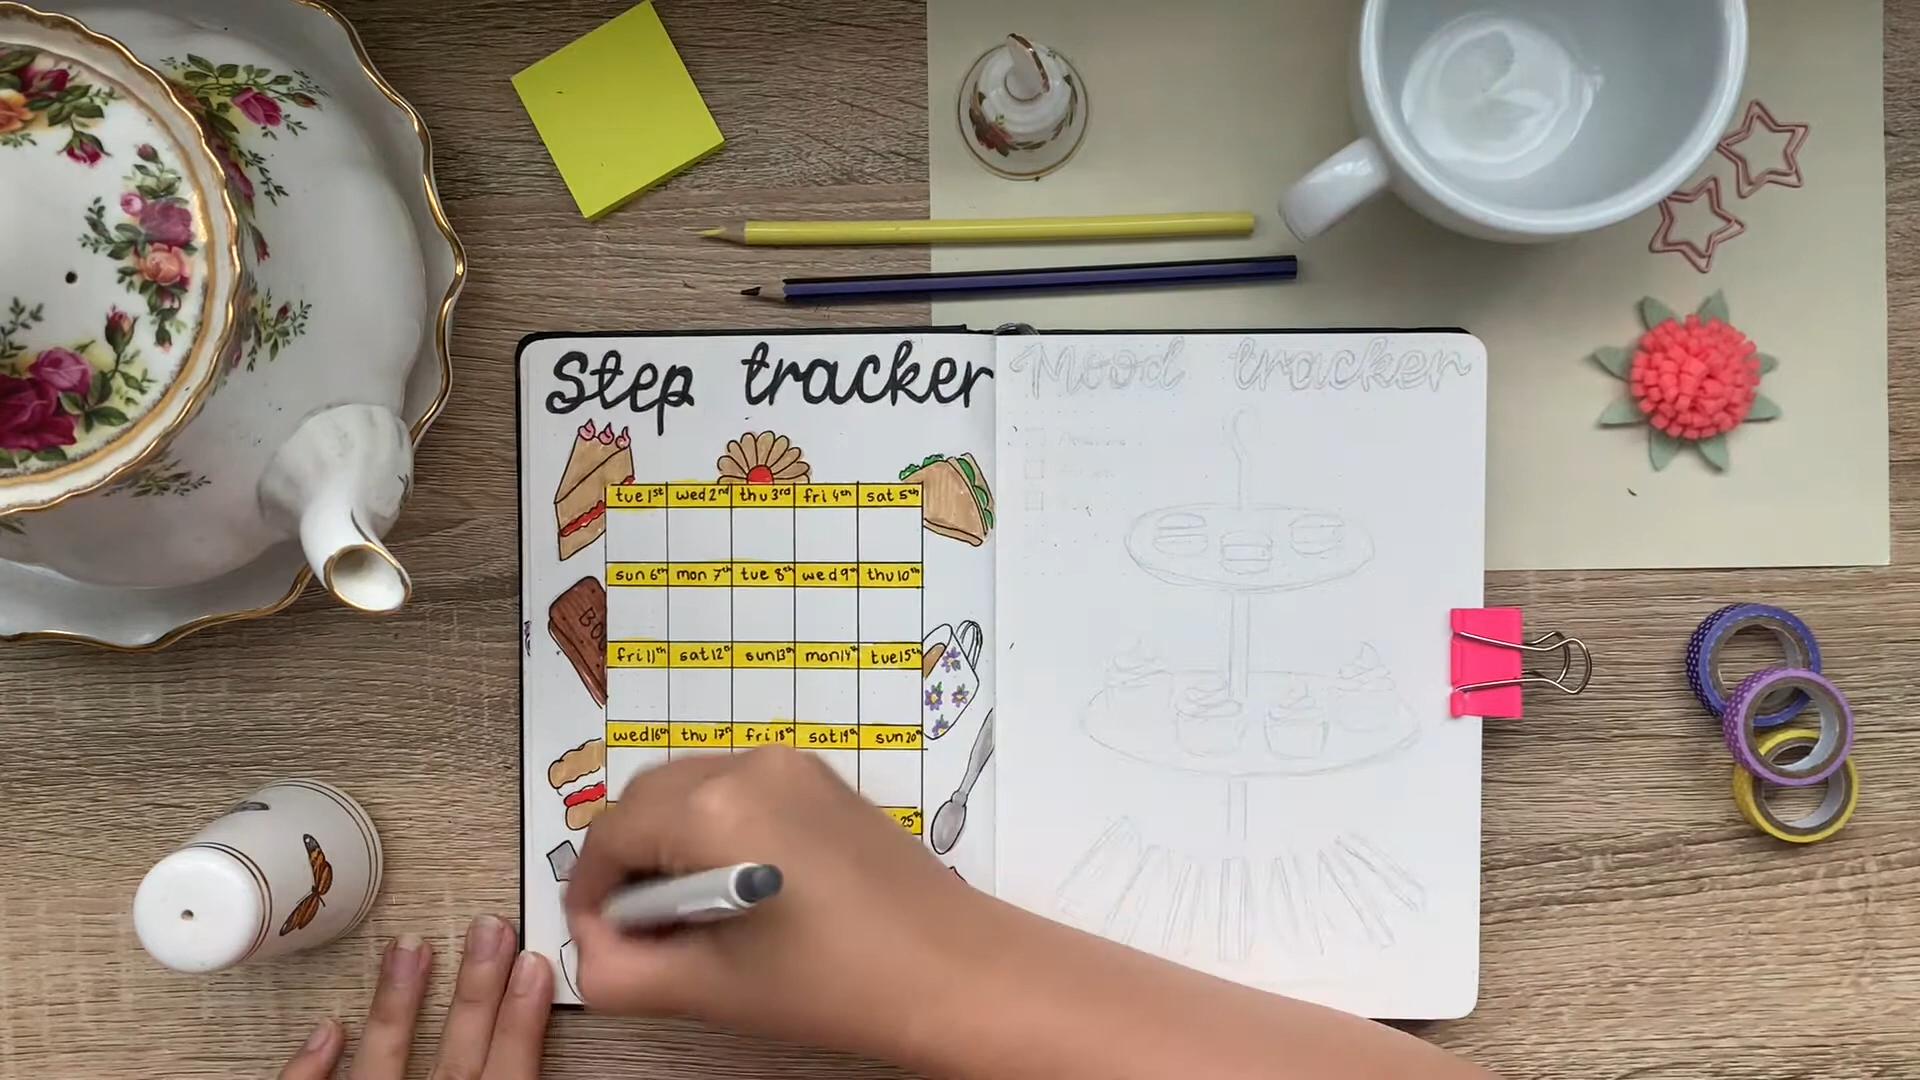 Step tracker
tue 1st wed 2nd thu 3rd fri 4th sat 5th
sun 6th mon 7th tue 8th wed 9th thu 10th
BO
fri 11th sat 12th sun 13th mon 14th tue 15th
wed 16th thu 17th fri 18th sat 19th sun 20th
25th
Mood tracker